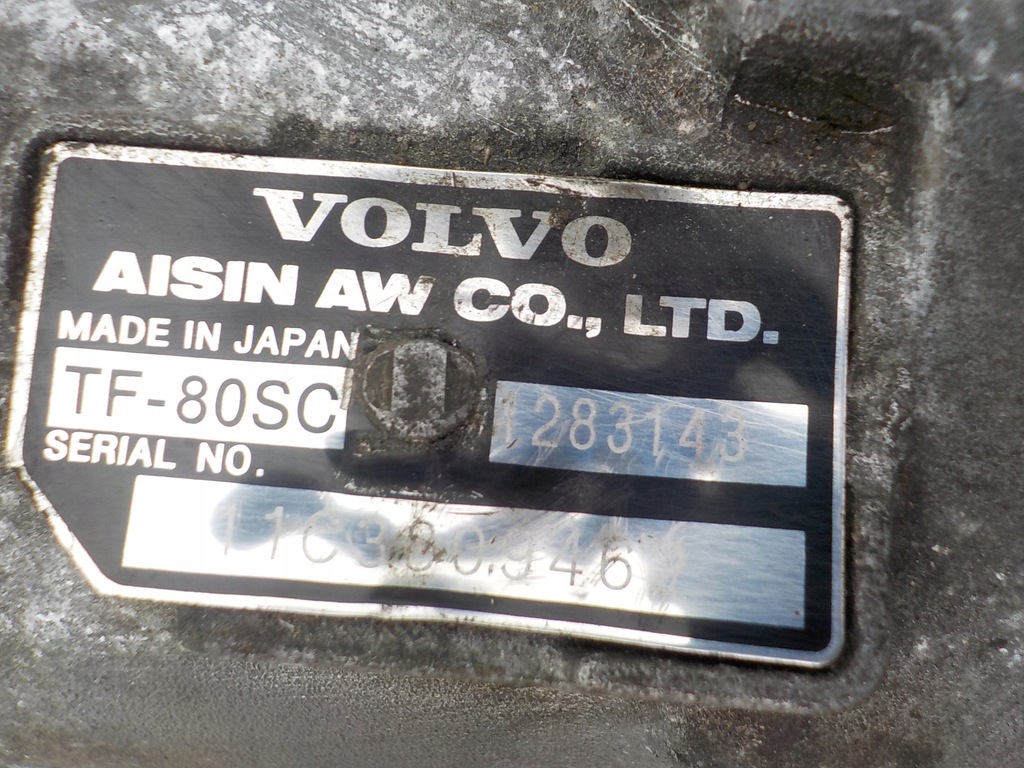 VOLVO
AISIN AW CO., LTD.
MADE IN JAPAN
TF-80SC
1283143
SERIAL NO.